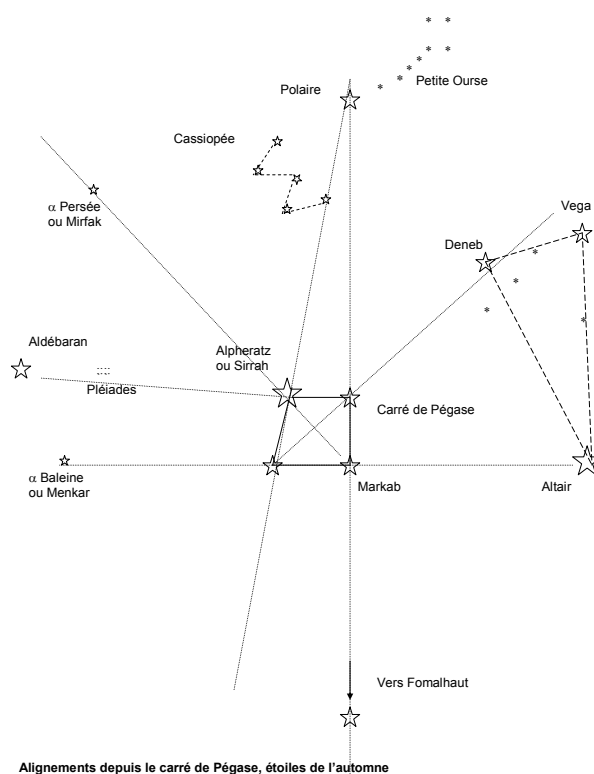 Petite Ourse
Polaire
Cassiopée
α Persée
ou Mirfak
Vega
Deneb
Aldébaran
Alpheratz
ou Sirrah
Pléiades
Carré de Pégase
α Baleine
ou Menkar
Markab
Altair
Vers Fomalhaut
Alignements depuis le carré de Pégase, étoiles de l'automne